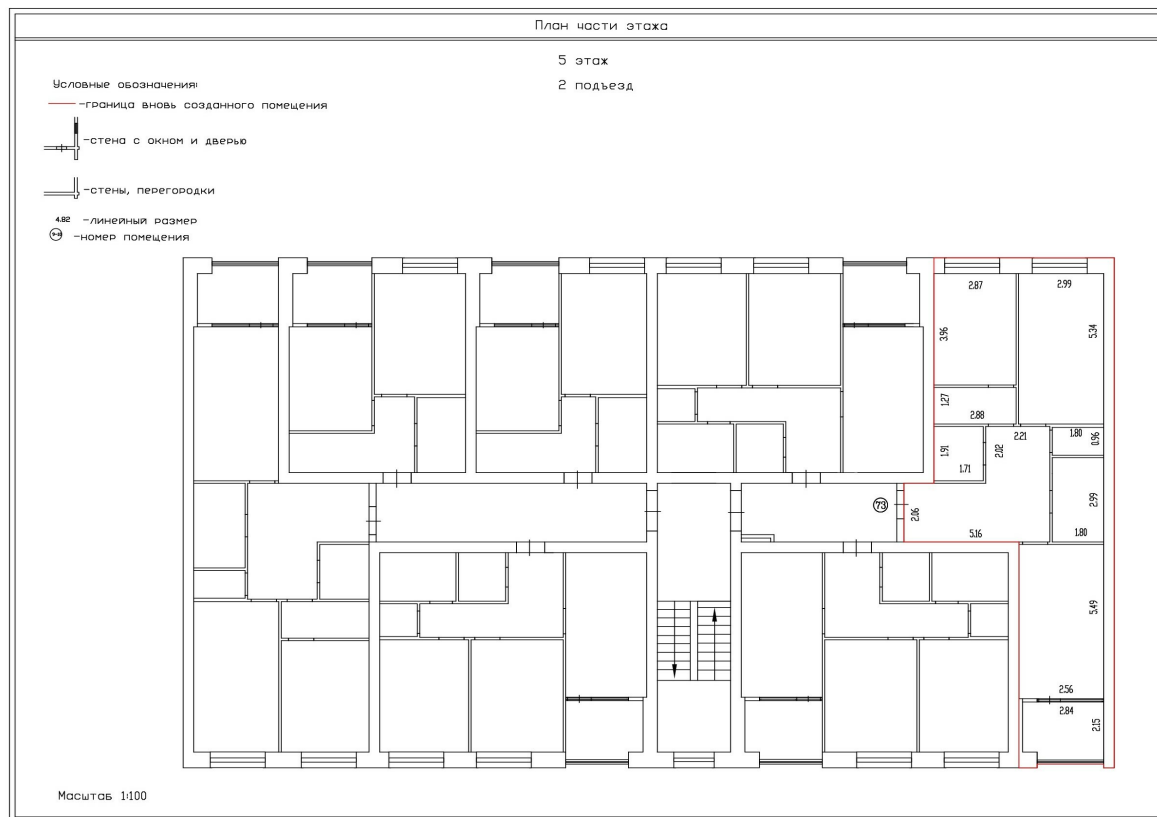 План части этажа
5 этаж
2 подъезд
Условные обозначения:
-граница вновь созданного помещения
-стена с окном и дверью
-стены, перегородки
4.82 -линейный размер
-номер помещения
2.87
2.99
3.96
5.34
1.27
2.88
2.21
1.80
0.96
1.91
1.71
2.02
2.99
73
2.06
5.16
1.80
5.49
2.56
2.84
2.15
Масштаб 1:100